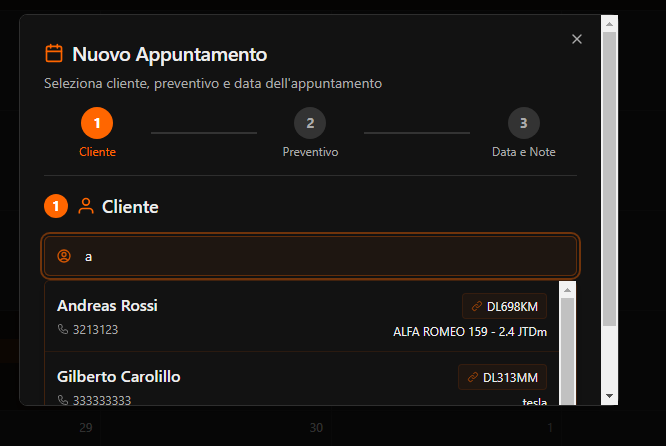 Nuovo Appuntamento
Seleziona cliente, preventivo e data dell'appuntamento
1 2 3
Cliente Preventivo Data e Note
1 Cliente
a
Andreas Rossi DL698KM
3213123 ALFA ROMEO 159 - 2.4 JTDm
Gilberto Carolillo DL313MM
333333333 tesla
29 30 1